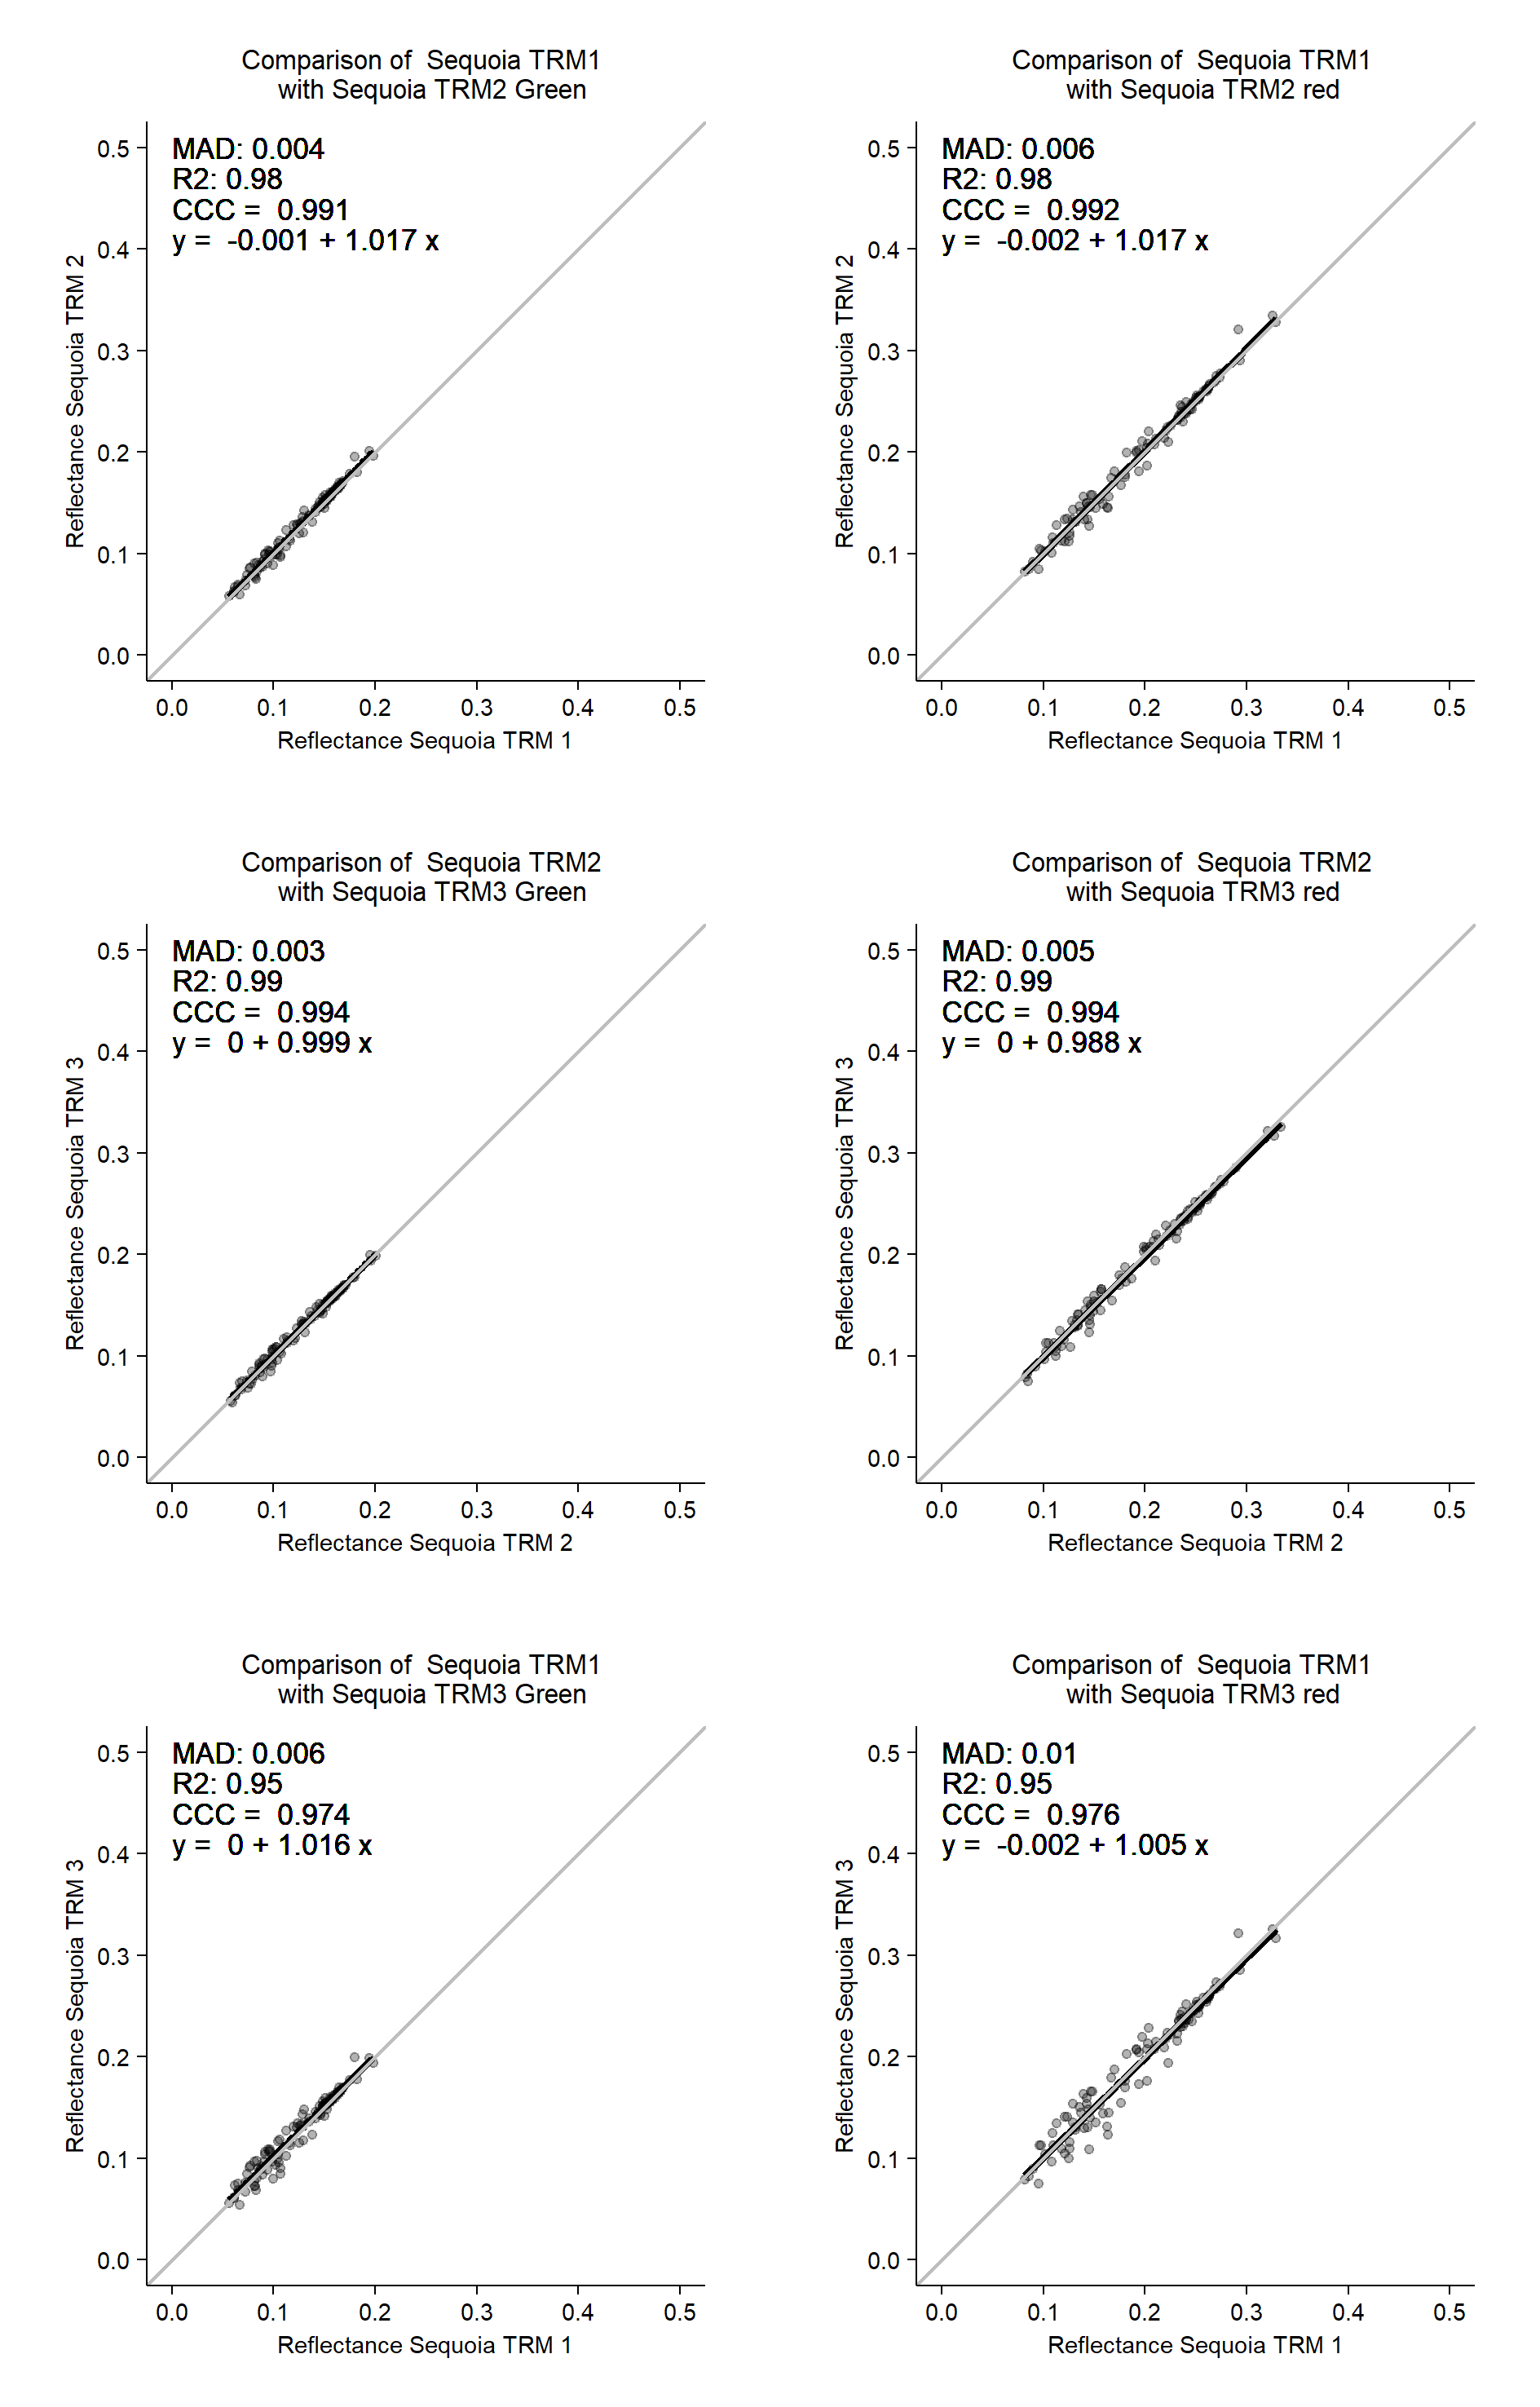 Comparison of  Sequoia TRM1
with Sequoia TRM2 Green
MAD: 0.004
R2: 0.98
CCC =  0.991
y =  -0.001 + 1.017 x
Reflectance Sequoia TRM 2
0.5
0.4
0.3
0.2
0.1
0.0
0.0 0.1 0.2 0.3 0.4 0.5
Reflectance Sequoia TRM 1
Comparison of  Sequoia TRM1
with Sequoia TRM2 red
MAD: 0.006
R2: 0.98
CCC =  0.992
y =  -0.002 + 1.017 x
Reflectance Sequoia TRM 2
0.5
0.4
0.3
0.2
0.1
0.0
0.0 0.1 0.2 0.3 0.4 0.5
Reflectance Sequoia TRM 1
Comparison of  Sequoia TRM2
with Sequoia TRM3 Green
MAD: 0.003
R2: 0.99
CCC =  0.994
y =  0 + 0.999 x
Reflectance Sequoia TRM 3
0.5
0.4
0.3
0.2
0.1
0.0
0.0 0.1 0.2 0.3 0.4 0.5
Reflectance Sequoia TRM 2
Comparison of  Sequoia TRM2
with Sequoia TRM3 red
MAD: 0.005
R2: 0.99
CCC =  0.994
y =  0 + 0.988 x
Reflectance Sequoia TRM 3
0.5
0.4
0.3
0.2
0.1
0.0
0.0 0.1 0.2 0.3 0.4 0.5
Reflectance Sequoia TRM 2
Comparison of  Sequoia TRM1
with Sequoia TRM3 Green
MAD: 0.006
R2: 0.95
CCC =  0.974
y =  0 + 1.016 x
Reflectance Sequoia TRM 3
0.5
0.4
0.3
0.2
0.1
0.0
0.0 0.1 0.2 0.3 0.4 0.5
Reflectance Sequoia TRM 1
Comparison of  Sequoia TRM1
with Sequoia TRM3 red
MAD: 0.01
R2: 0.95
CCC =  0.976
y =  -0.002 + 1.005 x
Reflectance Sequoia TRM 3
0.5
0.4
0.3
0.2
0.1
0.0
0.0 0.1 0.2 0.3 0.4 0.5
Reflectance Sequoia TRM 1